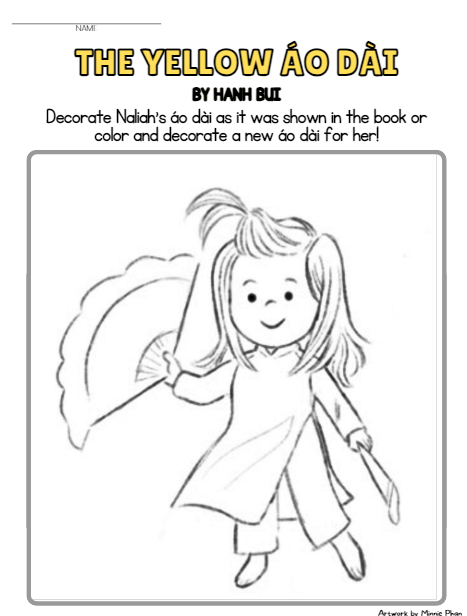 NAME
THE YELLOW ÁO DÀI
BY HANH BUI
Decorate Naliah's áo dài as it was shown in the book or
color and decorate a new áo dài for her!
Artwork by Minnie Phan